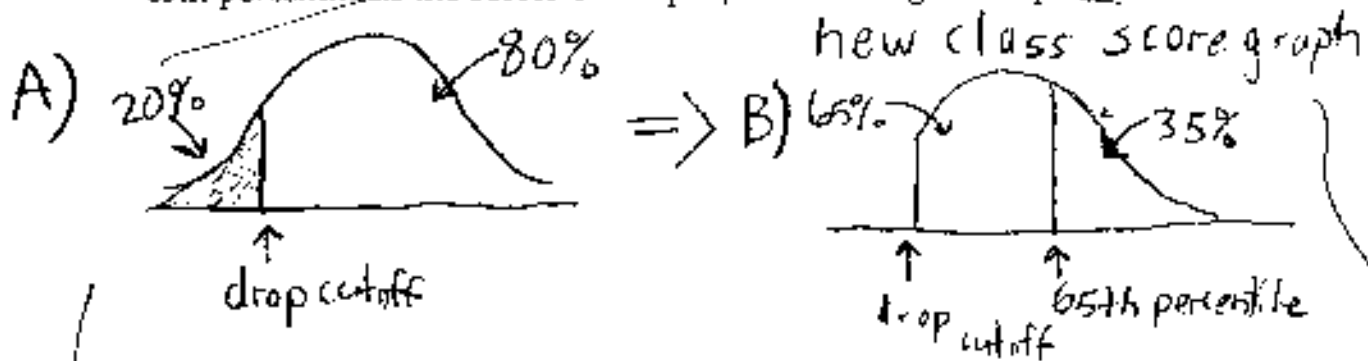 new class score graph
A) 20% 80% => B) 65% 35%
drop cutoff
drop cutoff 65th percentile